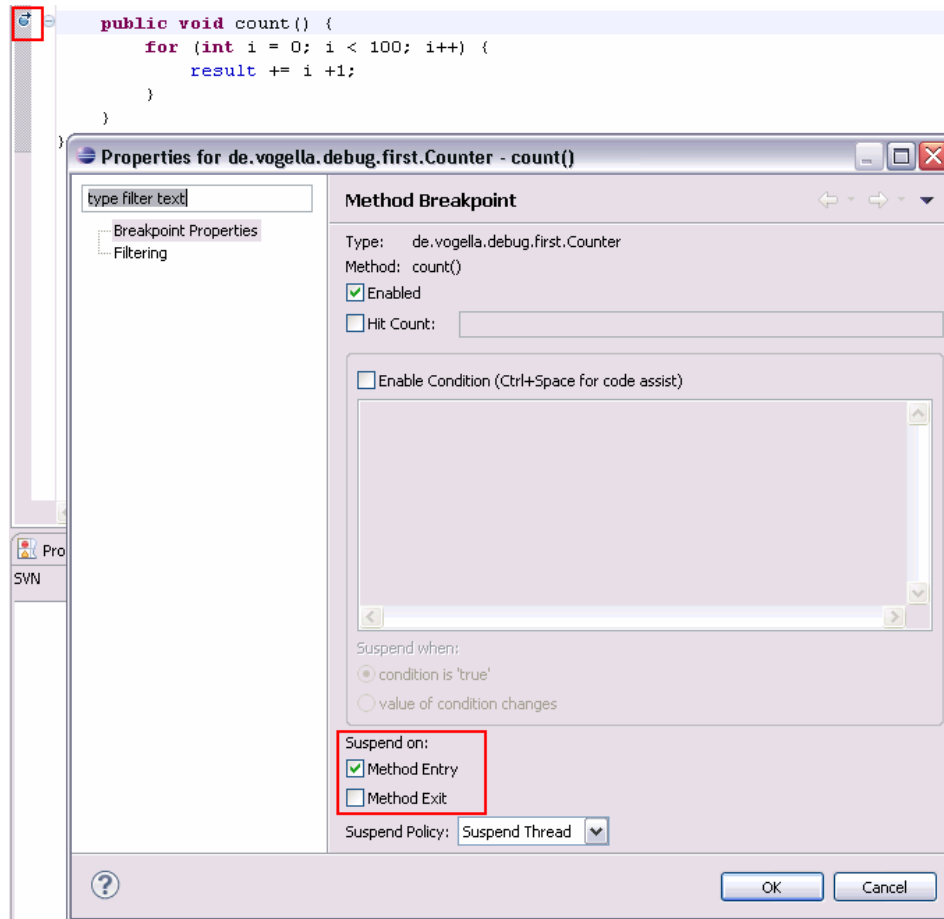 public void count() {
for (int i = 0; i < 100; i++) {
result += i +1;
}
}
}
Properties for de.vogella.debug.first.Counter - count()
type filter text
Breakpoint Properties
Filtering
Method Breakpoint
Type: de.vogella.debug.first.Counter
Method: count()
Enabled
Hit Count:
Enable Condition (Ctrl+Space for code assist)
Suspend when:
condition is 'true'
value of condition changes
Suspend on:
Method Entry
Method Exit
Suspend Policy: Suspend Thread
Pro
SVN
OK
Cancel